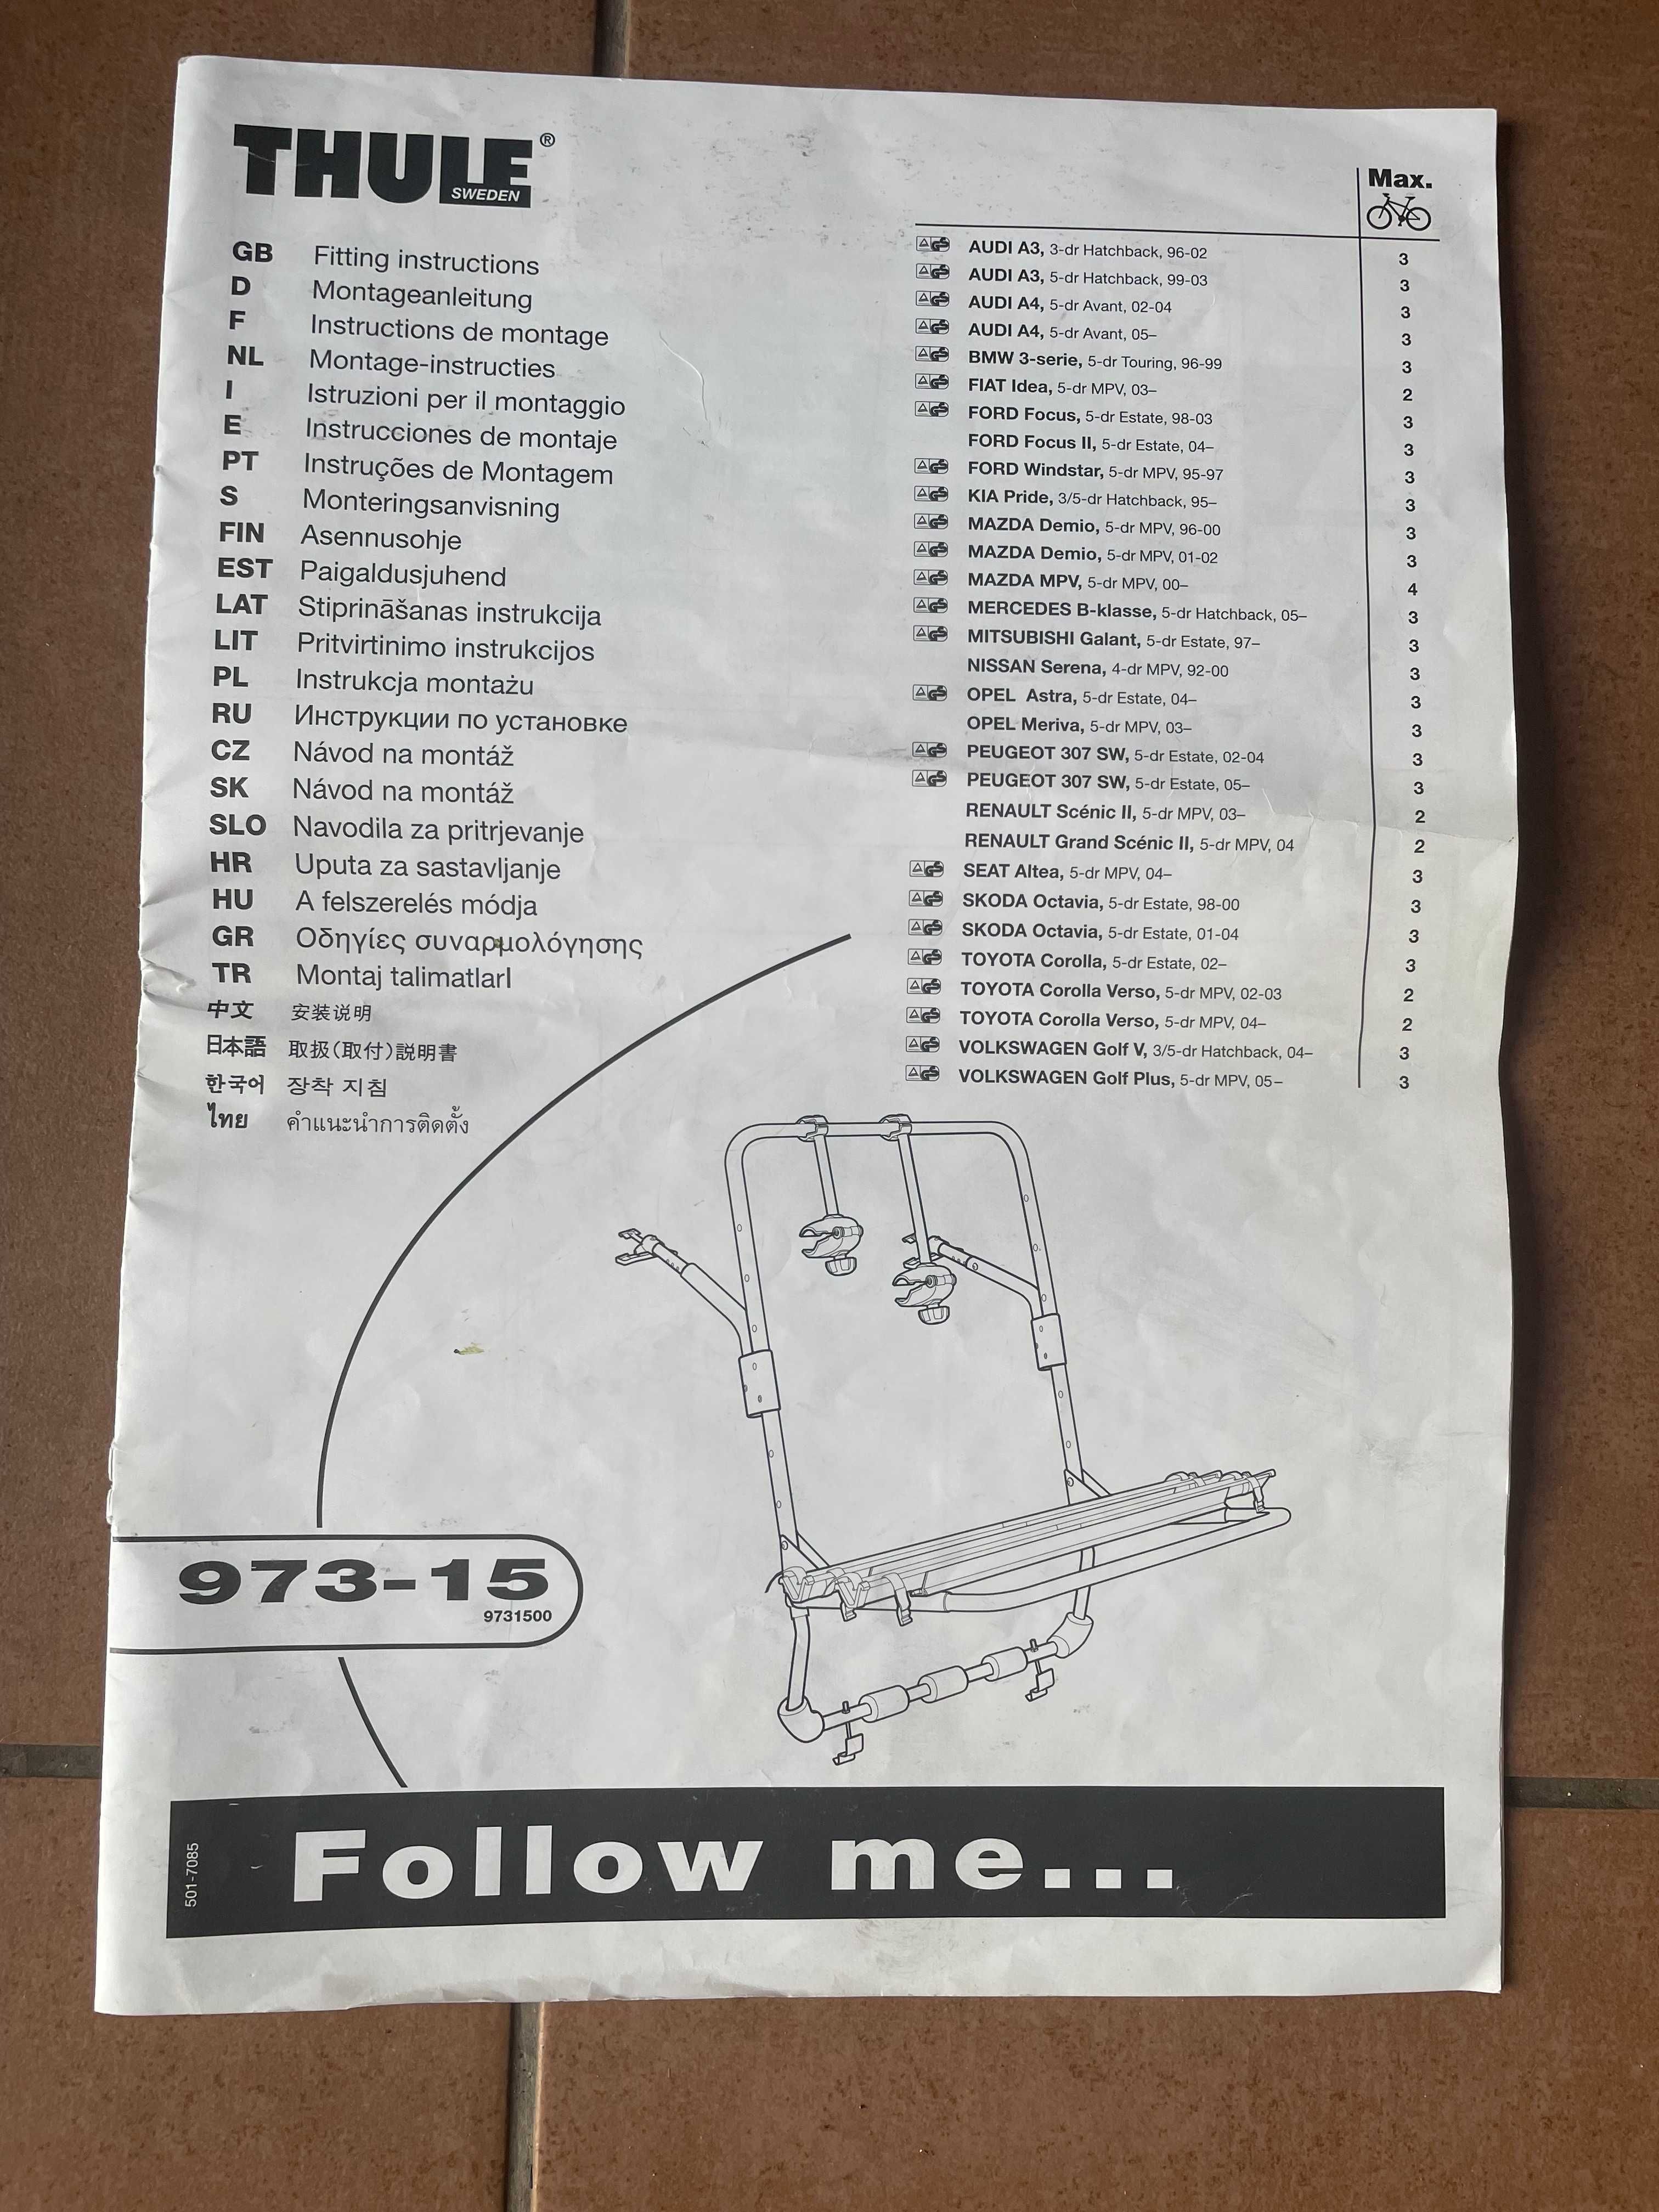 THULE®
SWEDEN
GB Fitting instructions
D Montageanleitung
F Instructions de montage
NL Montage-instructies
I Istruzioni per il montaggio
E Instrucciones de montaje
PT Instruções de Montagem
S Monteringsanvisning
FIN Asennusohje
EST Paigaldusjuhend
LAT Stiprināšanas instrukcija
LIT Pritvirtinimo instrukcijos
PL Instrukcja montażu
RU Инструкции по установке
CZ Návod na montáž
SK Návod na montáž
SLO Navodila za pritrjevanje
HR Uputa za sastavljanje
HU A felszerelés módja
GR Οδηγίες συναρμολόγησης
TR Montaj talimatlarI
中文 安装说明
日本語 取扱(取付)説明書
한국어 장착 지침
ไทย คำแนะนำการติดตั้ง
Max.
AUDI A3, 3-dr Hatchback, 96-02 3
AUDI A3, 5-dr Hatchback, 99-03 3
AUDI A4, 5-dr Avant, 02-04 3
AUDI A4, 5-dr Avant, 05– 3
BMW 3-serie, 5-dr Touring, 96-99 3
FIAT Idea, 5-dr MPV, 03– 2
FORD Focus, 5-dr Estate, 98-03 3
FORD Focus II, 5-dr Estate, 04– 3
FORD Windstar, 5-dr MPV, 95-97 3
KIA Pride, 3/5-dr Hatchback, 95– 3
MAZDA Demio, 5-dr MPV, 96-00 3
MAZDA Demio, 5-dr MPV, 01-02 3
MAZDA MPV, 5-dr MPV, 00– 4
MERCEDES B-klasse, 5-dr Hatchback, 05– 3
MITSUBISHI Galant, 5-dr Estate, 97– 3
NISSAN Serena, 4-dr MPV, 92-00 3
OPEL Astra, 5-dr Estate, 04– 3
OPEL Meriva, 5-dr MPV, 03– 3
PEUGEOT 307 SW, 5-dr Estate, 02-04 3
PEUGEOT 307 SW, 5-dr Estate, 05– 3
RENAULT Scénic II, 5-dr MPV, 03– 2
RENAULT Grand Scénic II, 5-dr MPV, 04 2
SEAT Altea, 5-dr MPV, 04– 3
SKODA Octavia, 5-dr Estate, 98-00 3
SKODA Octavia, 5-dr Estate, 01-04 3
TOYOTA Corolla, 5-dr Estate, 02– 3
TOYOTA Corolla Verso, 5-dr MPV, 02-03 2
TOYOTA Corolla Verso, 5-dr MPV, 04– 2
VOLKSWAGEN Golf V, 3/5-dr Hatchback, 04– 3
VOLKSWAGEN Golf Plus, 5-dr MPV, 05– 3
973-15
9731500
501-7085
Follow me...